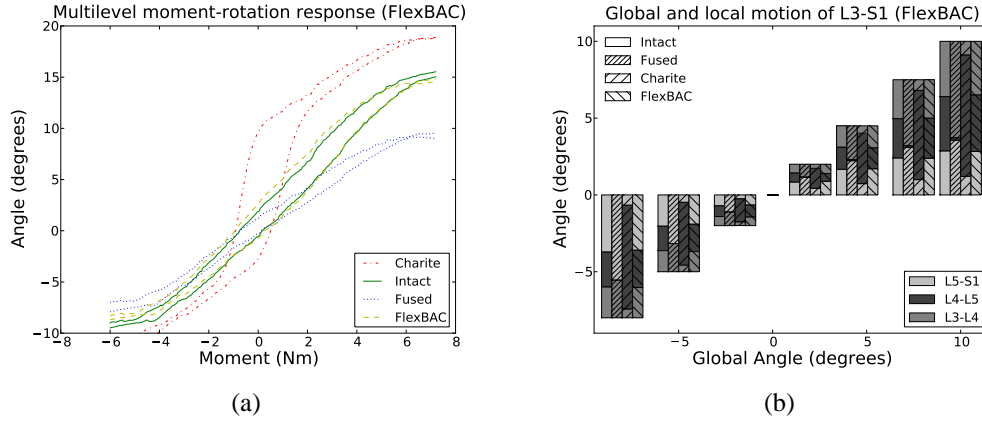 Multilevel moment-rotation response (FlexBAC)
20
15
10
5
0
−5
−10
Angle (degrees)
−8
−6
−4
−2
0
2
4
6
8
Moment (Nm)
Charite
Intact
Fused
FlexBAC
(a)
Global and local motion of L3-S1 (FlexBAC)
10
5
0
−5
Angle (degrees)
Intact
Fused
Charite
FlexBAC
L5-S1
L4-L5
L3-L4
−5
0
5
10
Global Angle (degrees)
(b)